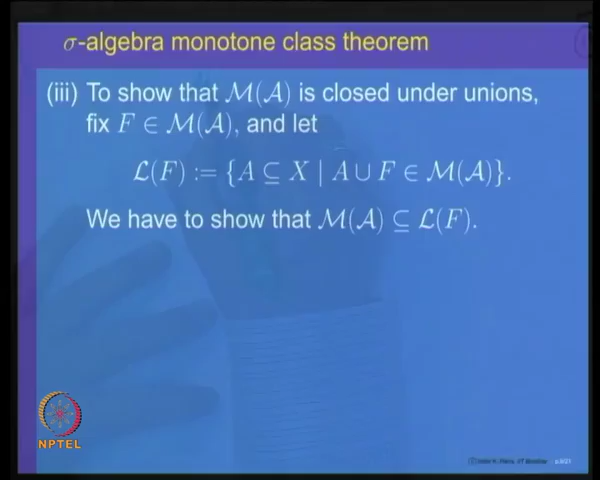 σ-algebra monotone class theorem
(iii) To show that ℳ(𝒜) is closed under unions,
fix F ∈ ℳ(𝒜), and let
ℒ(F) := {A ⊆ X | A ∪ F ∈ ℳ(𝒜)}.
We have to show that ℳ(𝒜) ⊆ ℒ(F).
NPTEL